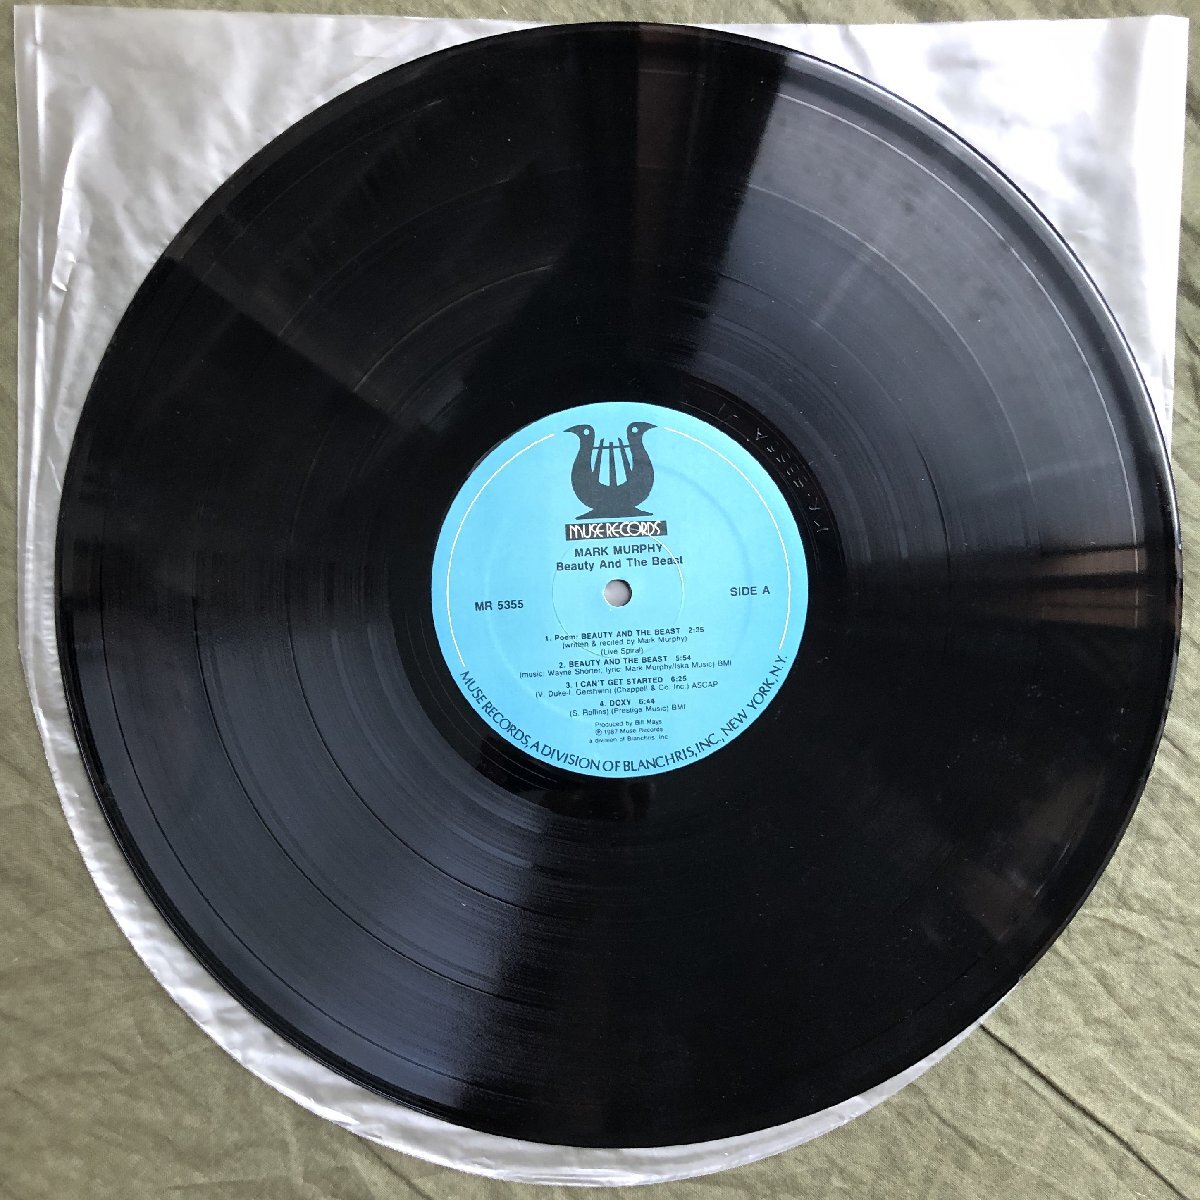 MUSE RECORDS
MARK MURPHY
Beauty And The Beast
MR 5355
SIDE A
1. Poem: BEAUTY AND THE BEAST 2:25
(written & recited by Mark Murphy)
(Live Spiral)
2. BEAUTY AND THE BEAST 5:54
(music: Wayne Shorter, lyric: Mark Murphy/Iska Music) BMI
3. I CAN'T GET STARTED 6:25
(V. Duke-I. Gershwin) (Chappell & Co. Inc.) ASCAP
4. DOXY 6:44
(S. Rollins) (Prestige Music) BMI
Produced by Bill Mays
Ⓟ 1987 Muse Records
a division of Blanchris, Inc.
MUSE RECORDS, A DIVISION OF BLANCHRIS, INC., NEW YORK, N.Y.